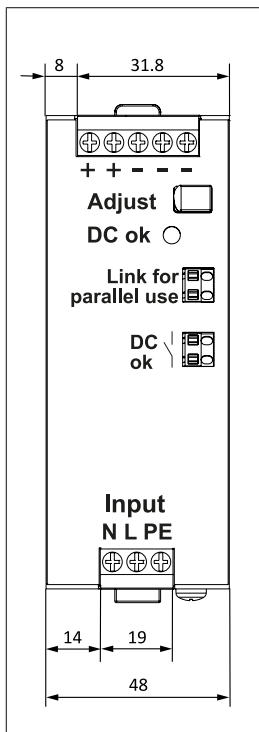 8 31.8
+ + - - -
Adjust
DC ok
Link for
parallel use
DC
ok
Input
N L PE
14 19
48